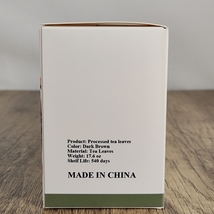 Product: Processed tea leaves
Color: Dark Brown
Material: Tea Leaves
Weight: 17.6 oz
Shelf Life: 540 days
MADE IN CHINA